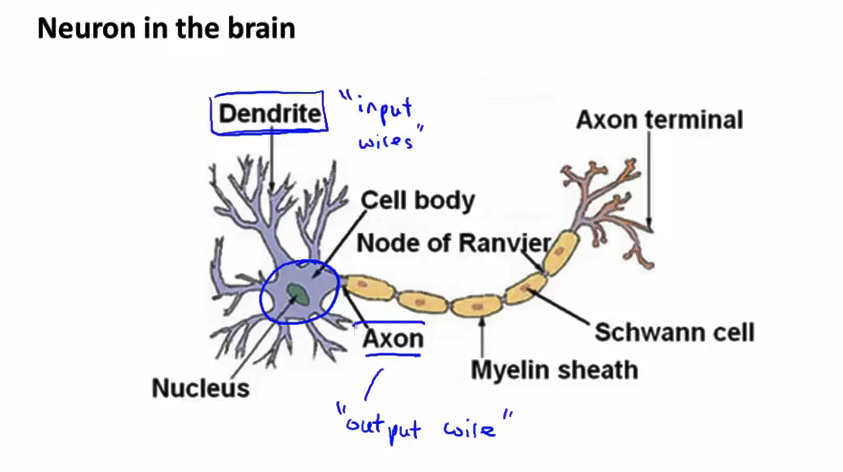 Neuron in the brain
Dendrite
"input
wires"
Axon terminal
Cell body
Node of Ranvier
Axon
Schwann cell
Myelin sheath
Nucleus
"output wire"